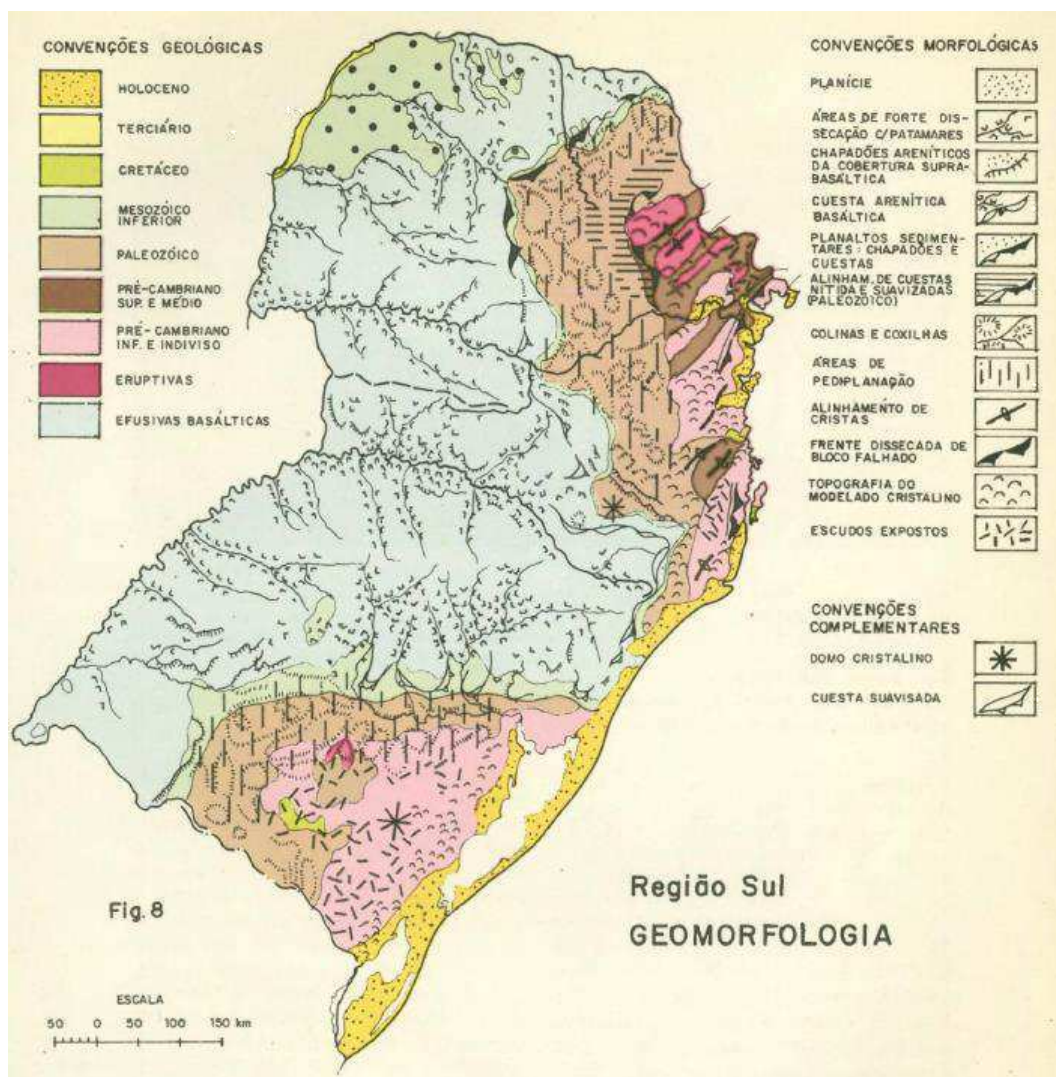 CONVENÇÕES GEOLÓGICAS
HOLOCENO
TERCIÁRIO
CRETÁCEO
MESOZÓICO
INFERIOR
PALEOZÓICO
PRÉ-CAMBRIANO
SUP. E MÉDIO
PRÉ-CAMBRIANO
INF. E INDIVISO
ERUPTIVAS
EFUSIVAS BASÁLTICAS
CONVENÇÕES MORFOLÓGICAS
PLANÍCIE
ÁREAS DE FORTE DIS-
SECAÇÃO C/PATAMARES
CHAPADÕES ARENÍTICOS
DA COBERTURA SUPRA-
BASÁLTICA
CUESTA ARENÍTICA
BASÁLTICA
PLANALTOS SEDIMEN-
TARES: CHAPADÕES E
CUESTAS
ALINHAM. DE CUESTAS
NÍTIDA E SUAVIZADAS
(PALEOZÓICO)
COLINAS E COXILHAS
ÁREAS DE
PEDIPLANAÇÃO
ALINHAMENTO DE
CRISTAS
FRENTE DISSECADA DE
BLOCO FALHADO
TOPOGRAFIA DO
MODELADO CRISTALINO
ESCUDOS EXPOSTOS
CONVENÇÕES
COMPLEMENTARES
DOMO CRISTALINO
CUESTA SUAVISADA
Fig. 8
Região Sul
GEOMORFOLOGIA
ESCALA
50 0 50 100 150 km